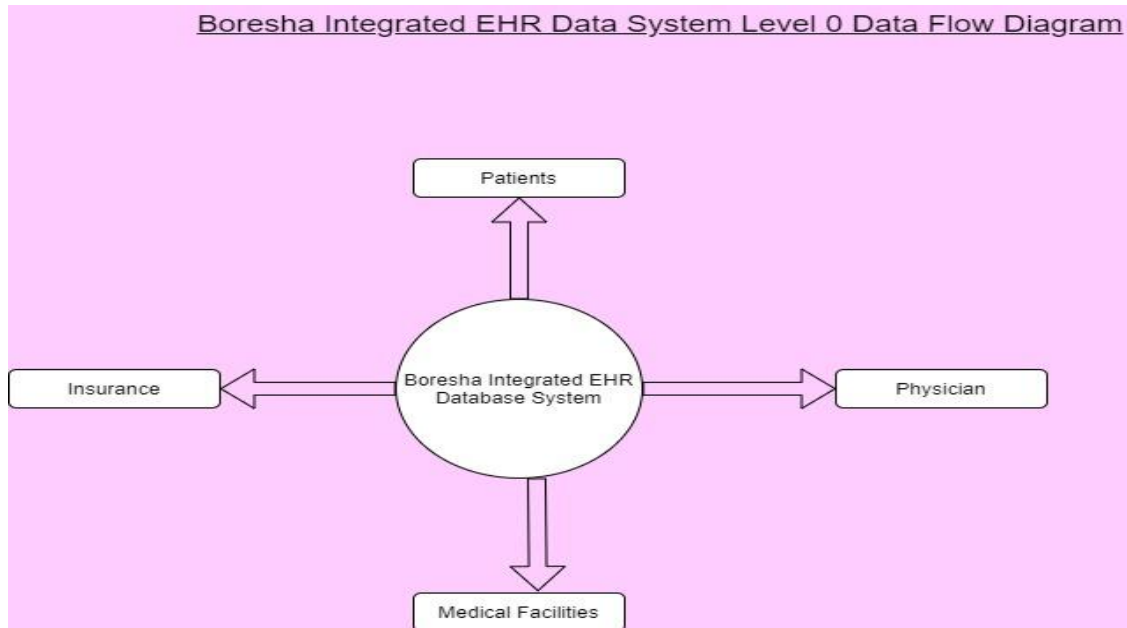 Boresha Integrated EHR Data System Level 0 Data Flow Diagram
Patients
Insurance
Boresha Integrated EHR
Database System
Physician
Medical Facilities